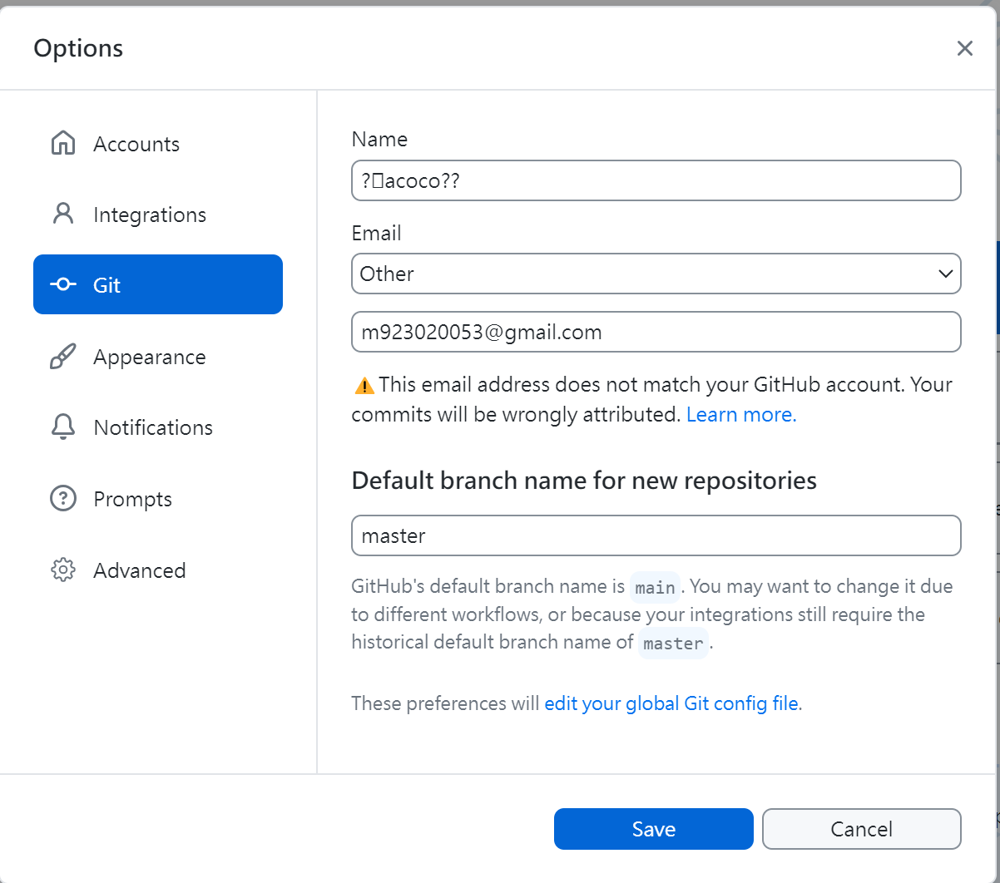 Options
Accounts
Integrations
Git
Appearance
Notifications
Prompts
Advanced
Name
?□acoco??
Email
Other
m923020053@gmail.com
This email address does not match your GitHub account. Your
commits will be wrongly attributed. Learn more.
Default branch name for new repositories
master
GitHub's default branch name is main. You may want to change it due
to different workflows, or because your integrations still require the
historical default branch name of master.
These preferences will edit your global Git config file.
Save
Cancel